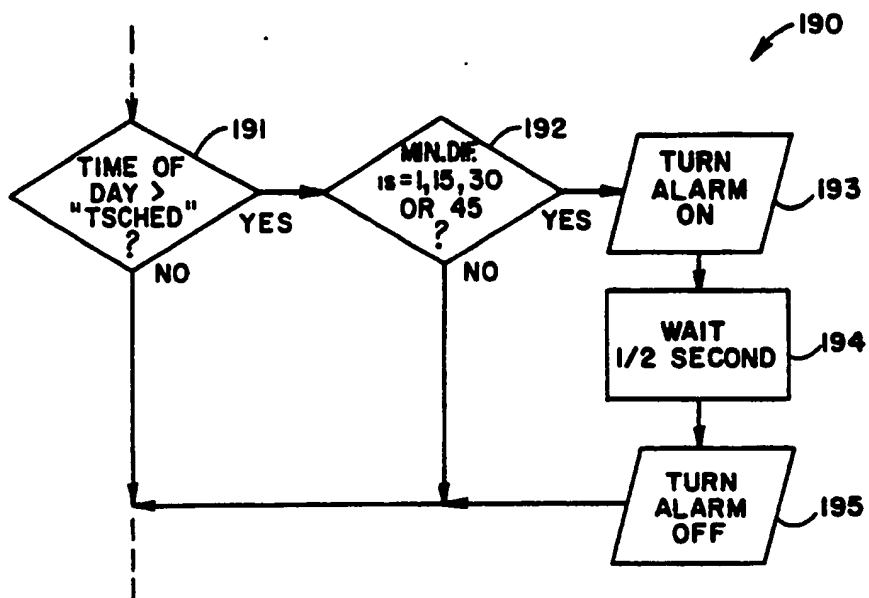 190
191
TIME OF
DAY >
"TSCHED"
?
YES
NO
192
MIN.DIF.
is=1,15,30
OR 45
?
YES
NO
TURN
ALARM
ON
193
WAIT
1/2 SECOND
194
TURN
ALARM
OFF
195